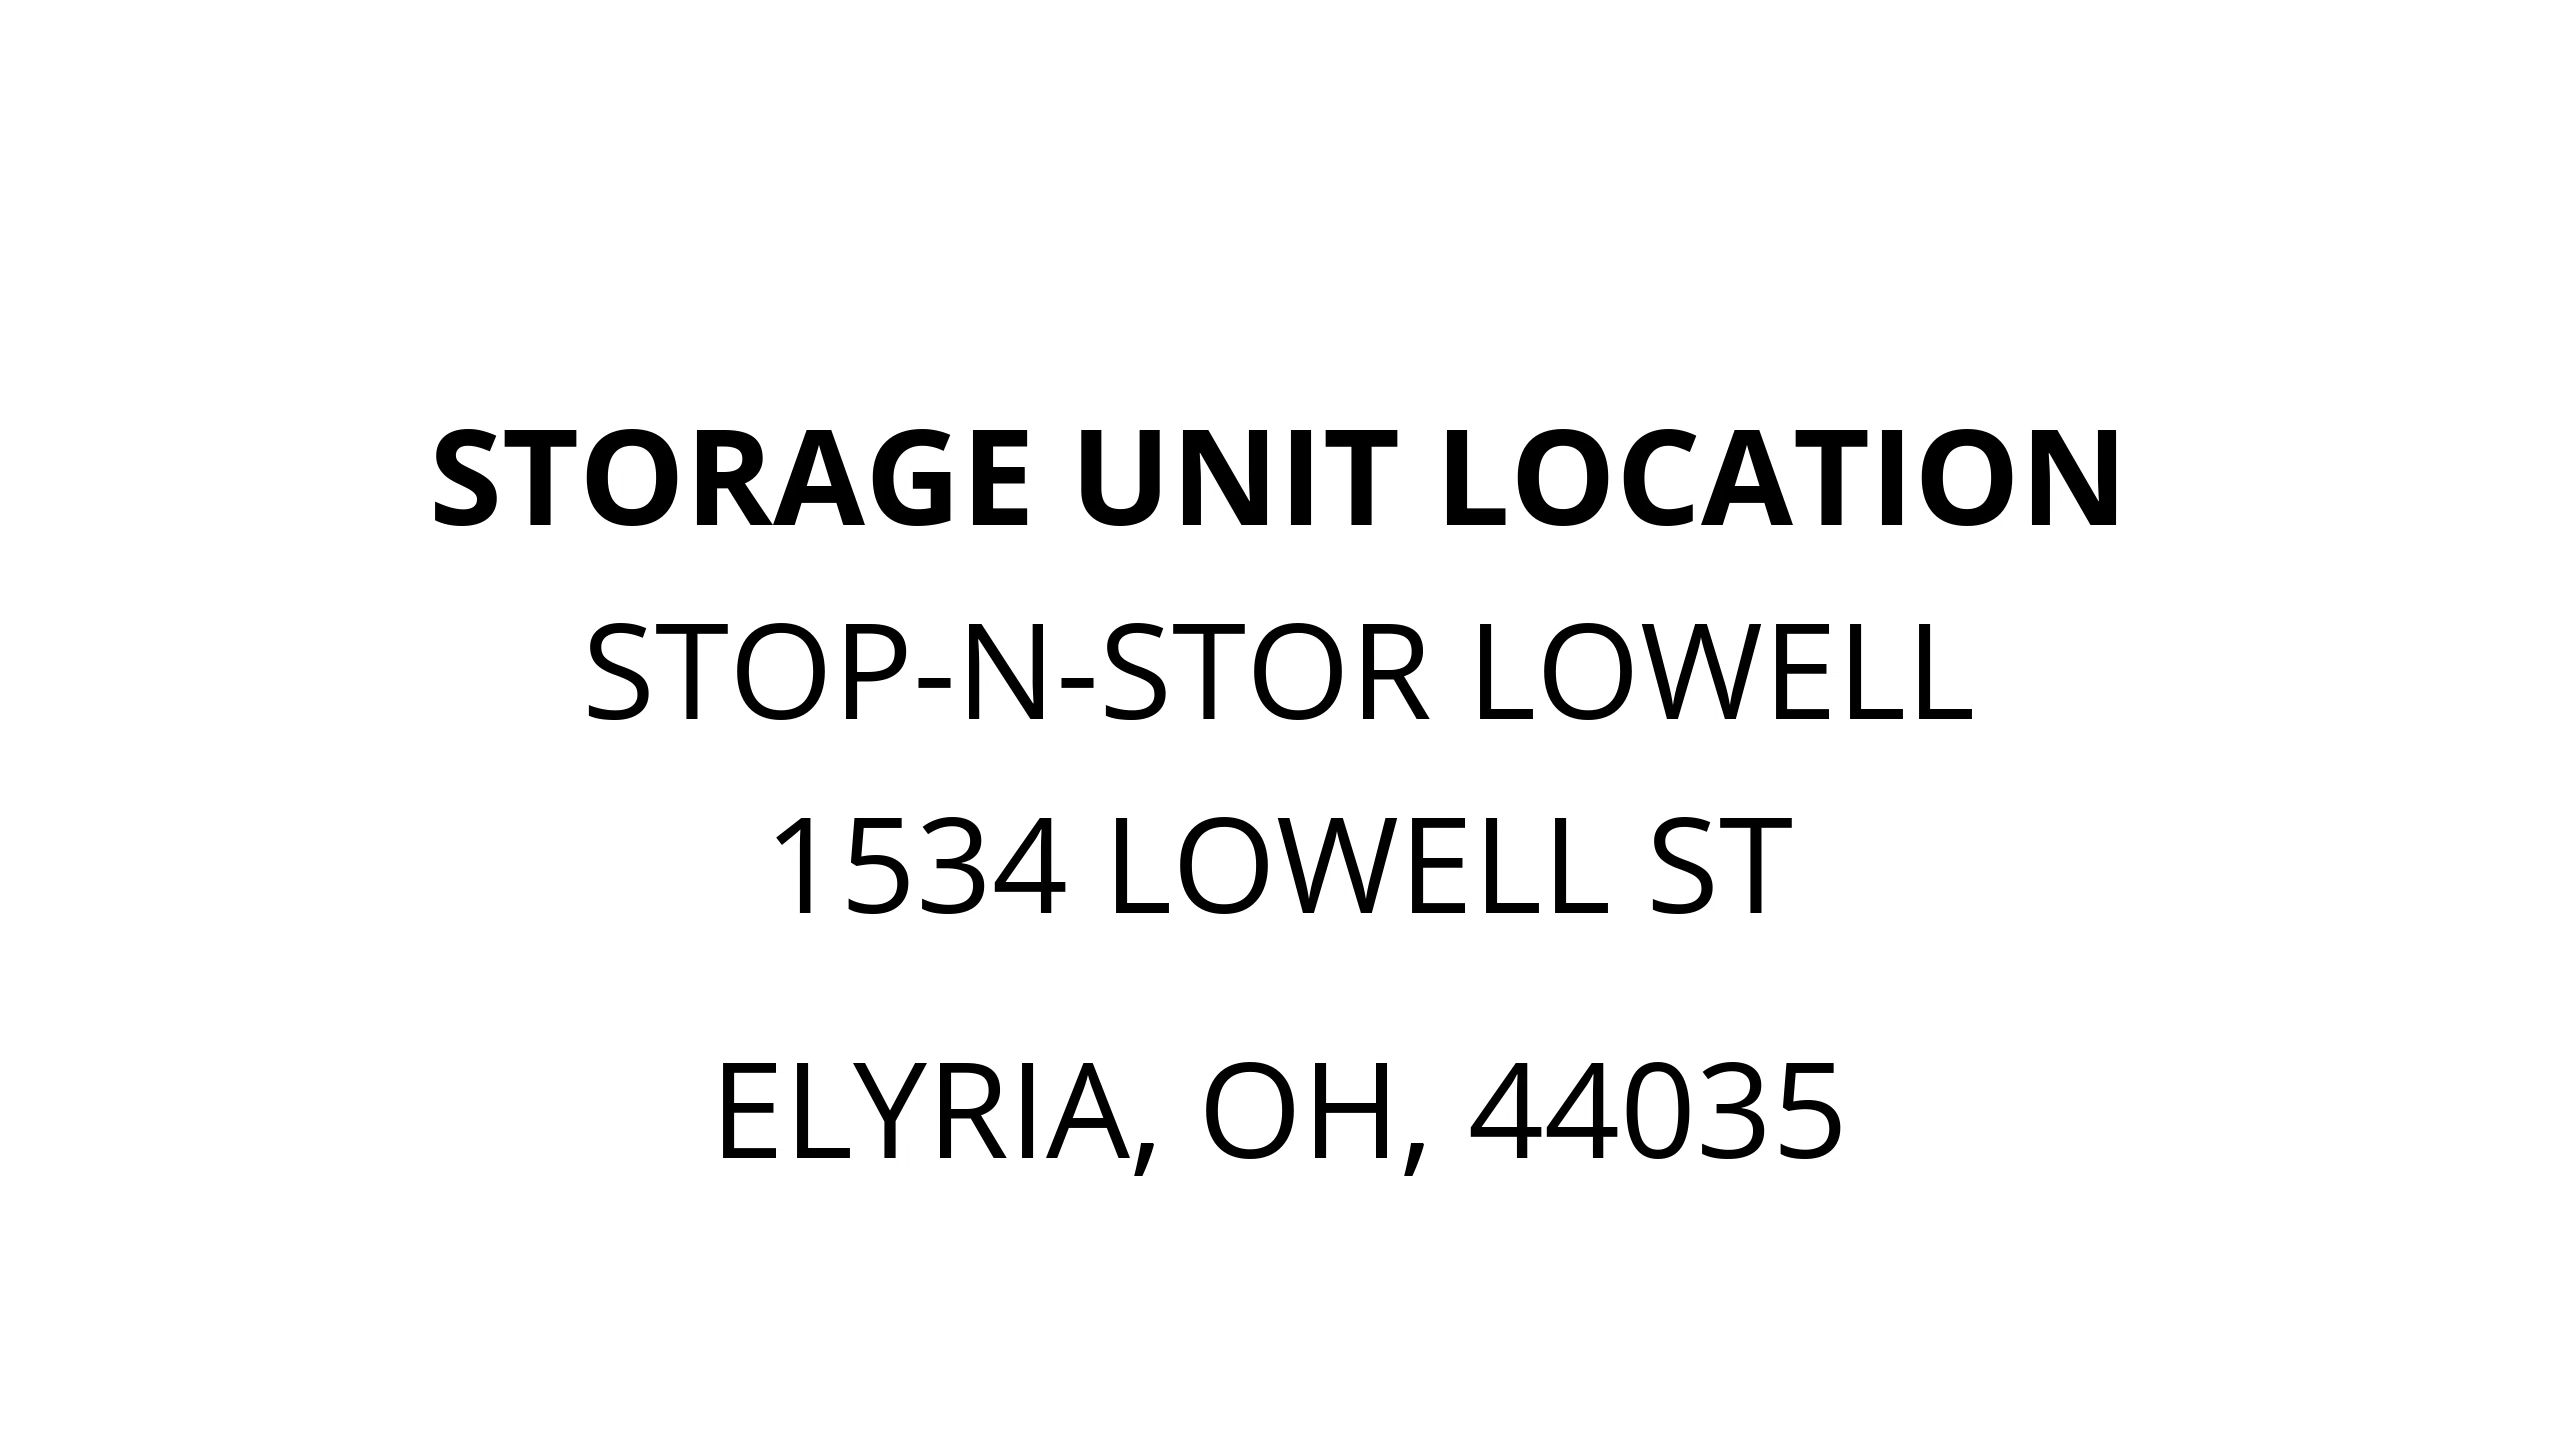 STORAGE UNIT LOCATION
STOP-N-STOR LOWELL
1534 LOWELL ST
ELYRIA, OH, 44035